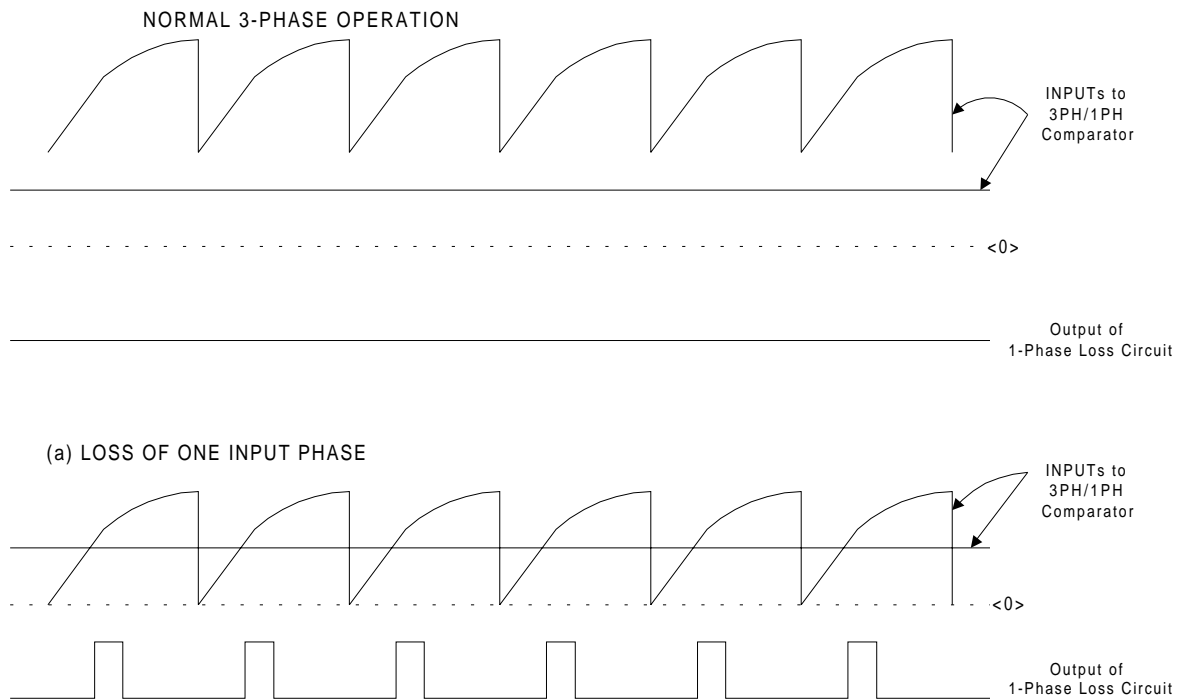 NORMAL 3-PHASE OPERATION
INPUTs to
3PH/1PH
Comparator
<0>
Output of
1-Phase Loss Circuit
(a) LOSS OF ONE INPUT PHASE
INPUTs to
3PH/1PH
Comparator
<0>
Output of
1-Phase Loss Circuit